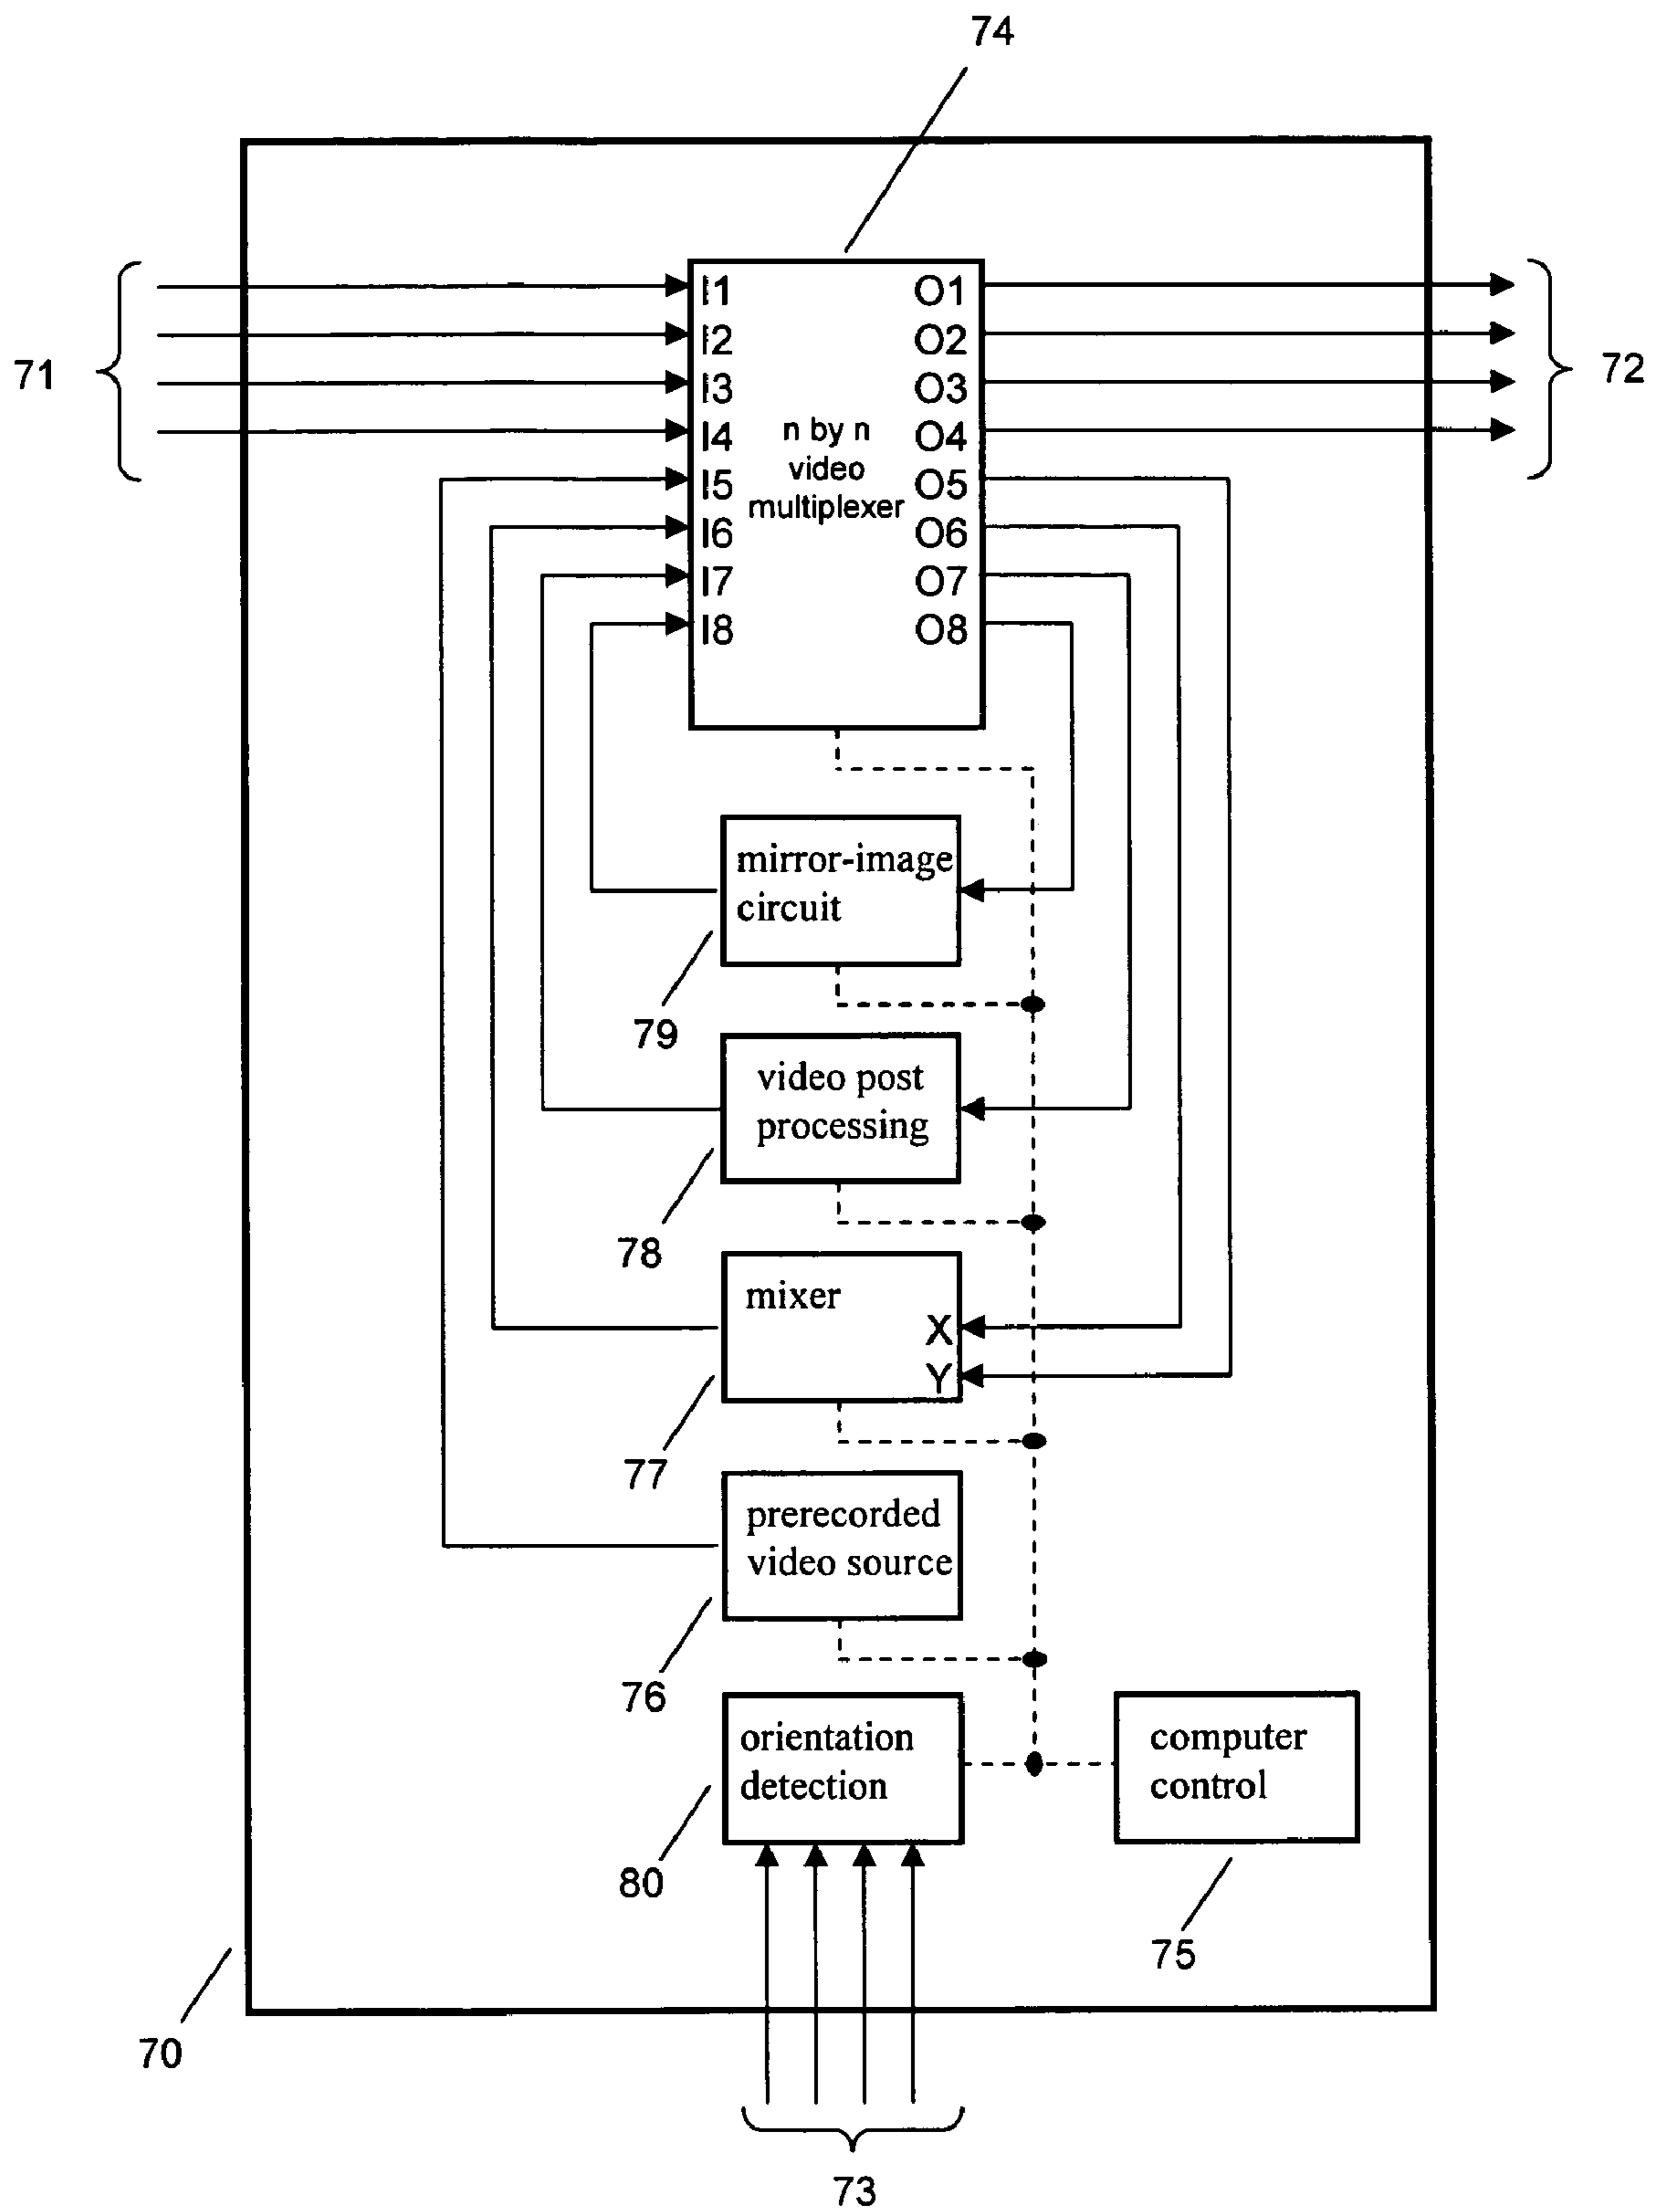 74
71
72
I1 O1
I2 O2
I3 O3
I4 O4
I5 O5
I6 O6
I7 O7
I8 O8
n by n
video
multiplexer
mirror-image
circuit
79
video post
processing
78
mixer
X
Y
77
prerecorded
video source
76
orientation
detection
80
computer
control
75
70
73